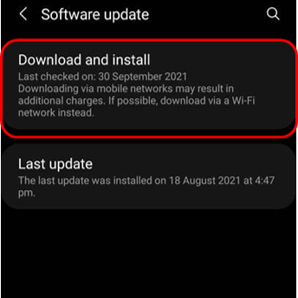 Software update
Download and install
Last checked on: 30 September 2021
Downloading via mobile networks may result in
additional charges. If possible, download via a Wi-Fi
network instead.
Last update
The last update was installed on 18 August 2021 at 4:47
pm.